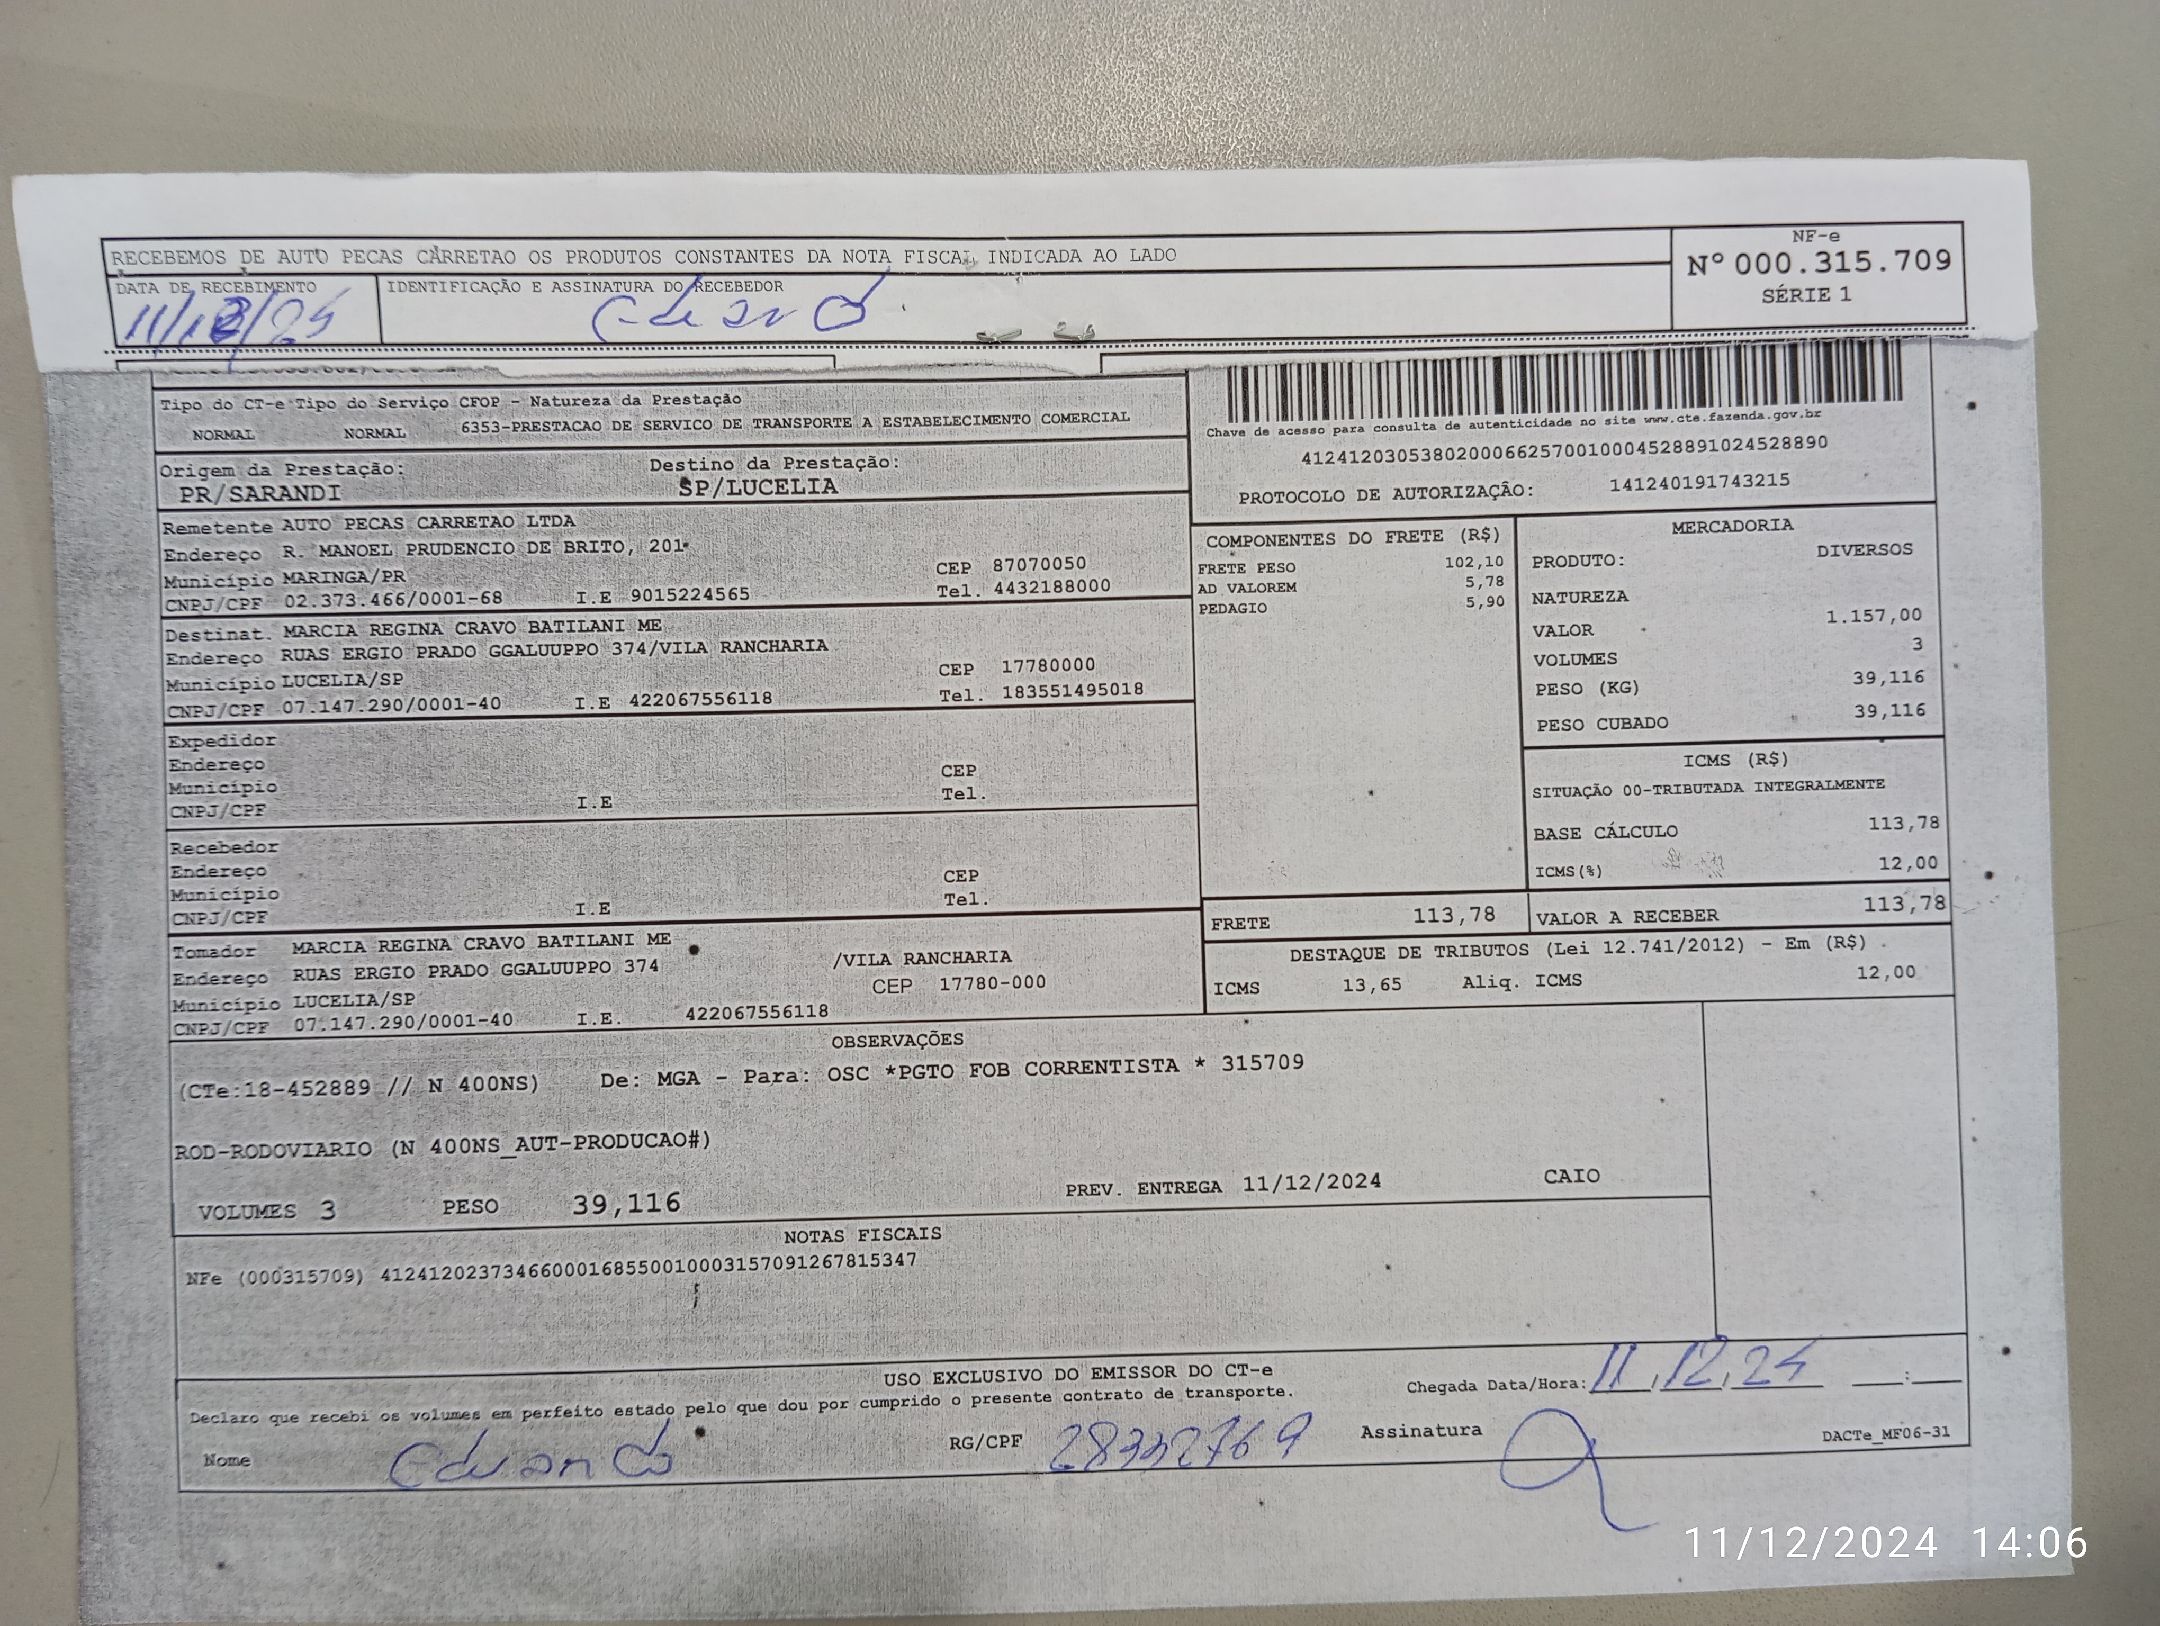 RECEBEMOS DE AUTO PECAS CARRETAO OS PRODUTOS CONSTANTES DA NOTA FISCAL INDICADA AO LADO
NF-e
Nº 000.315.709
SÉRIE 1
DATA DE RECEBIMENTO
11/12/24
IDENTIFICAÇÃO E ASSINATURA DO RECEBEDOR
Tipo do CT-e Tipo do Serviço CFOP - Natureza da Prestação
NORMAL NORMAL 6353-PRESTACAO DE SERVICO DE TRANSPORTE A ESTABELECIMENTO COMERCIAL
Origem da Prestação: Destino da Prestação:
PR/SARANDI SP/LUCELIA
Chave de acesso para consulta de autenticidade no site www.cte.fazenda.gov.br
41241203053802000662570010004528891024528890
PROTOCOLO DE AUTORIZAÇÃO: 141240191743215
Remetente AUTO PECAS CARRETAO LTDA
Endereço R. MANOEL PRUDENCIO DE BRITO, 201
Município MARINGA/PR CEP 87070050
CNPJ/CPF 02.373.466/0001-68 I.E 9015224565 Tel. 4432188000
Destinat. MARCIA REGINA CRAVO BATILANI ME
Endereço RUAS ERGIO PRADO GGALUUPPO 374/VILA RANCHARIA
Município LUCELIA/SP CEP 17780000
CNPJ/CPF 07.147.290/0001-40 I.E 422067556118 Tel. 183551495018
Expedidor
Endereço
Município CEP
CNPJ/CPF I.E Tel.
Recebedor
Endereço
Município CEP
CNPJ/CPF I.E Tel.
Tomador MARCIA REGINA CRAVO BATILANI ME
Endereço RUAS ERGIO PRADO GGALUUPPO 374 /VILA RANCHARIA
Município LUCELIA/SP CEP 17780-000
CNPJ/CPF 07.147.290/0001-40 I.E. 422067556118
COMPONENTES DO FRETE (R$)
FRETE PESO 102,10
AD VALOREM 5,78
PEDAGIO 5,90
MERCADORIA
PRODUTO: DIVERSOS
NATUREZA
VALOR 1.157,00
VOLUMES 3
PESO (KG) 39,116
PESO CUBADO 39,116
ICMS (R$)
SITUAÇÃO 00-TRIBUTADA INTEGRALMENTE
BASE CÁLCULO 113,78
ICMS(%) 12,00
FRETE 113,78 VALOR A RECEBER 113,78
DESTAQUE DE TRIBUTOS (Lei 12.741/2012) - Em (R$)
ICMS 13,65 Aliq. ICMS 12,00
OBSERVAÇÕES
(CTe:18-452889 // N 400NS) De: MGA - Para: OSC *PGTO FOB CORRENTISTA * 315709
ROD-RODOVIARIO (N 400NS_AUT-PRODUCAO#)
VOLUMES 3 PESO 39,116 PREV. ENTREGA 11/12/2024 CAIO
NOTAS FISCAIS
NFe (000315709) 41241202373466000168550010003157091267815347
USO EXCLUSIVO DO EMISSOR DO CT-e
Declaro que recebi os volumes em perfeito estado pelo que dou por cumprido o presente contrato de transporte.
Chegada Data/Hora: 11,12,24 __:__
Nome Eduardo RG/CPF 28332769 Assinatura
DACTe_MF06-31
11/12/2024 14:06